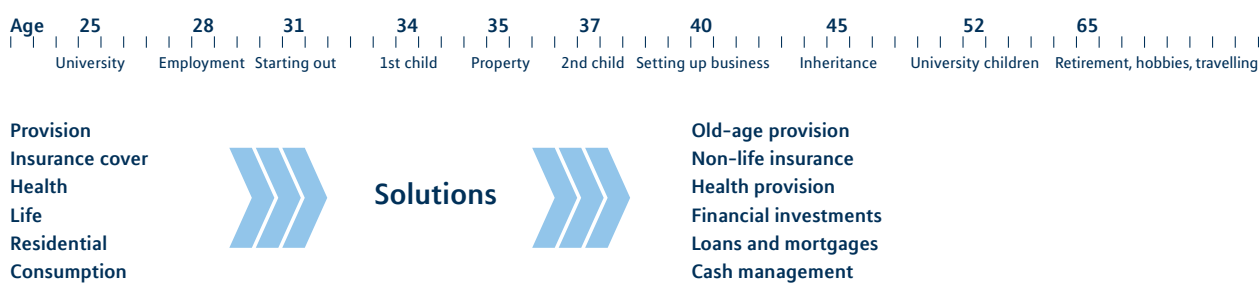 Age 25 28 31 34 35 37 40 45 52 65
University Employment Starting out 1st child Property 2nd child Setting up business Inheritance University children Retirement, hobbies, travelling
Provision
Insurance cover
Health
Life
Residential
Consumption
Solutions
Old-age provision
Non-life insurance
Health provision
Financial investments
Loans and mortgages
Cash management